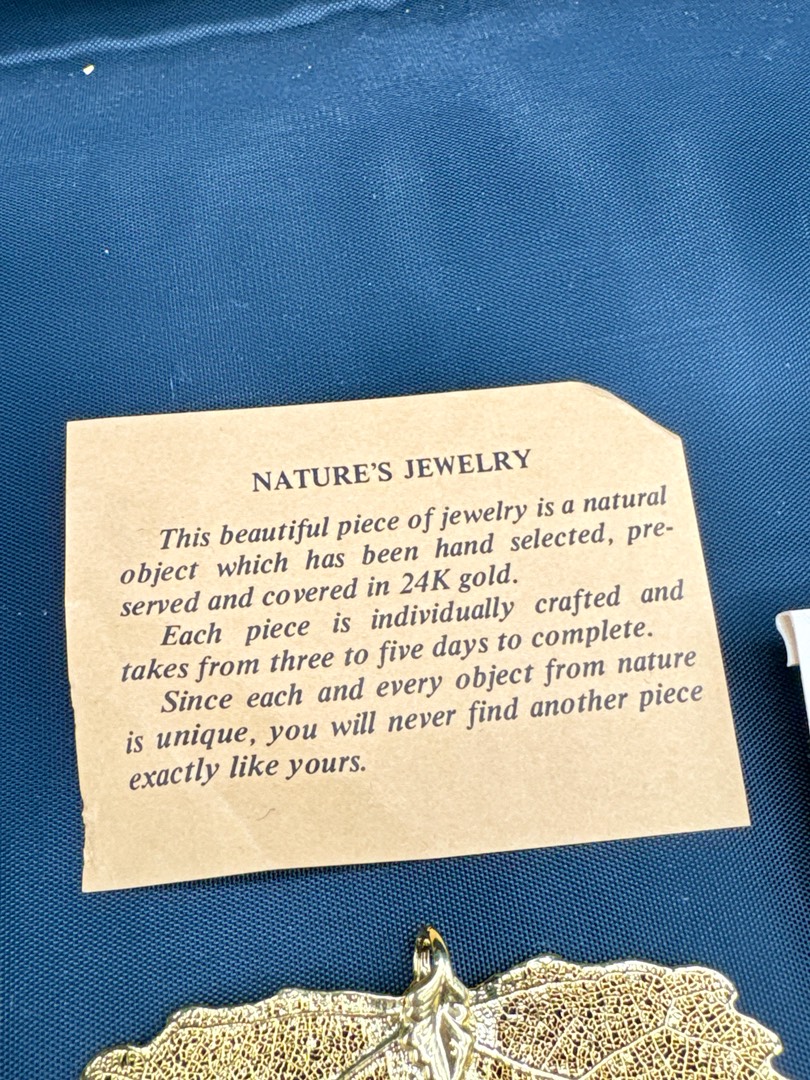 NATURE'S JEWELRY
This beautiful piece of jewelry is a natural
object which has been hand selected, pre-
served and covered in 24K gold.
Each piece is individually crafted and
takes from three to five days to complete.
Since each and every object from nature
is unique, you will never find another piece
exactly like yours.